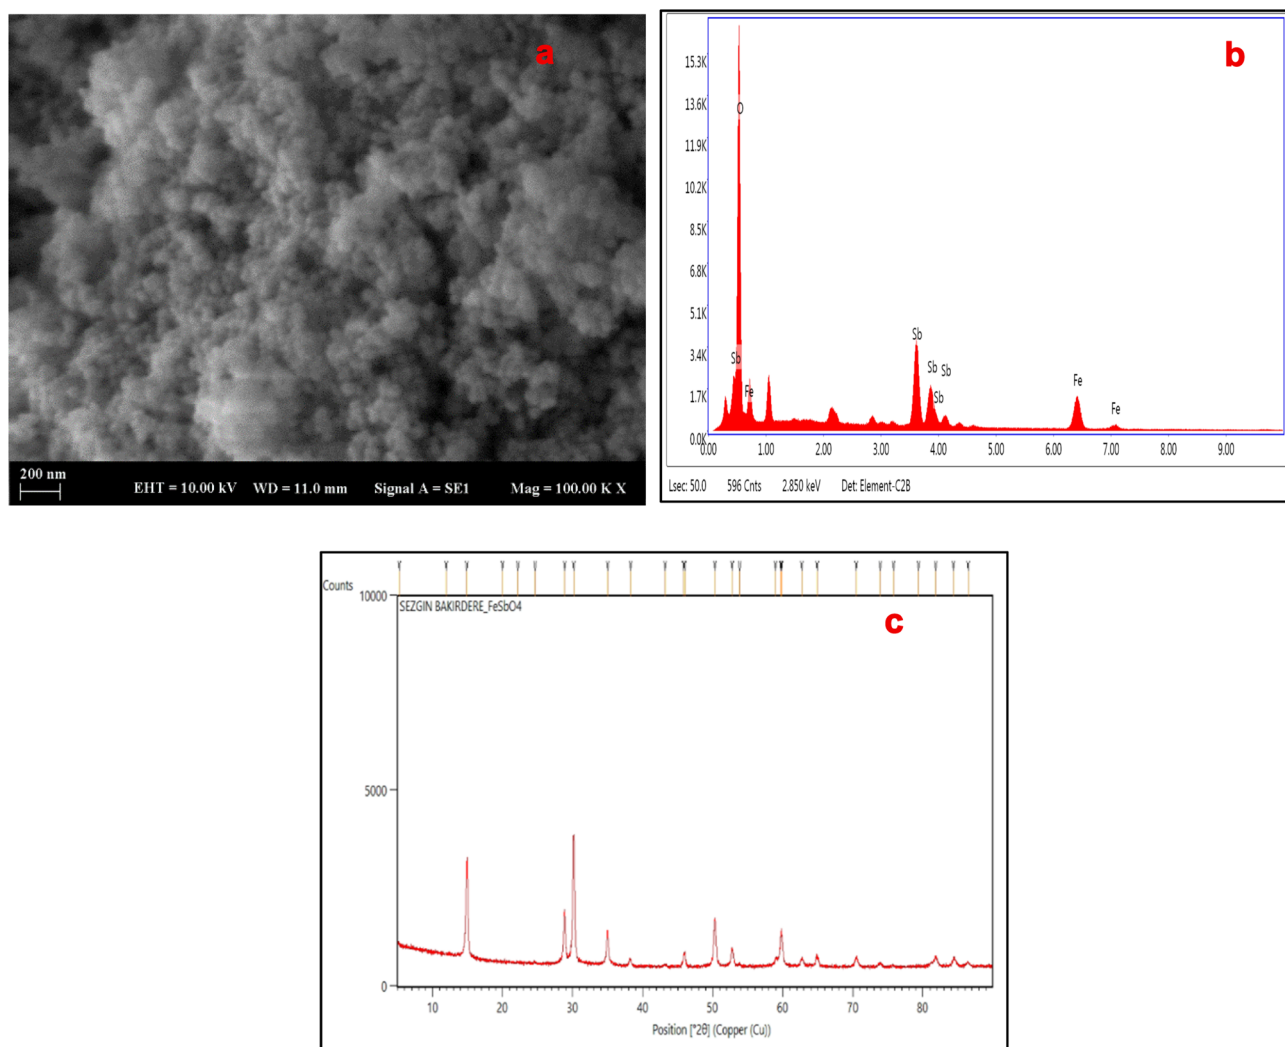 a
200 nm
EHT = 10.00 kV WD = 11.0 mm Signal A = SE1 Mag = 100.00 K X
b
15.3K
13.6K
11.9K
10.2K
8.5K
6.8K
5.1K
3.4K
1.7K
0.0K
O
Sb
Fe
Sb
Sb
Sb
Sb
Fe
Fe
0.00 1.00 2.00 3.00 4.00 5.00 6.00 7.00 8.00 9.00
Lsec: 50.0 596 Cnts 2.850 keV Det: Element-C2B
Counts
10000
SEZGIN BAKIRDERE_FeSbO4
c
5000
0
10 20 30 40 50 60 70 80
Position [°2θ] (Copper (Cu))